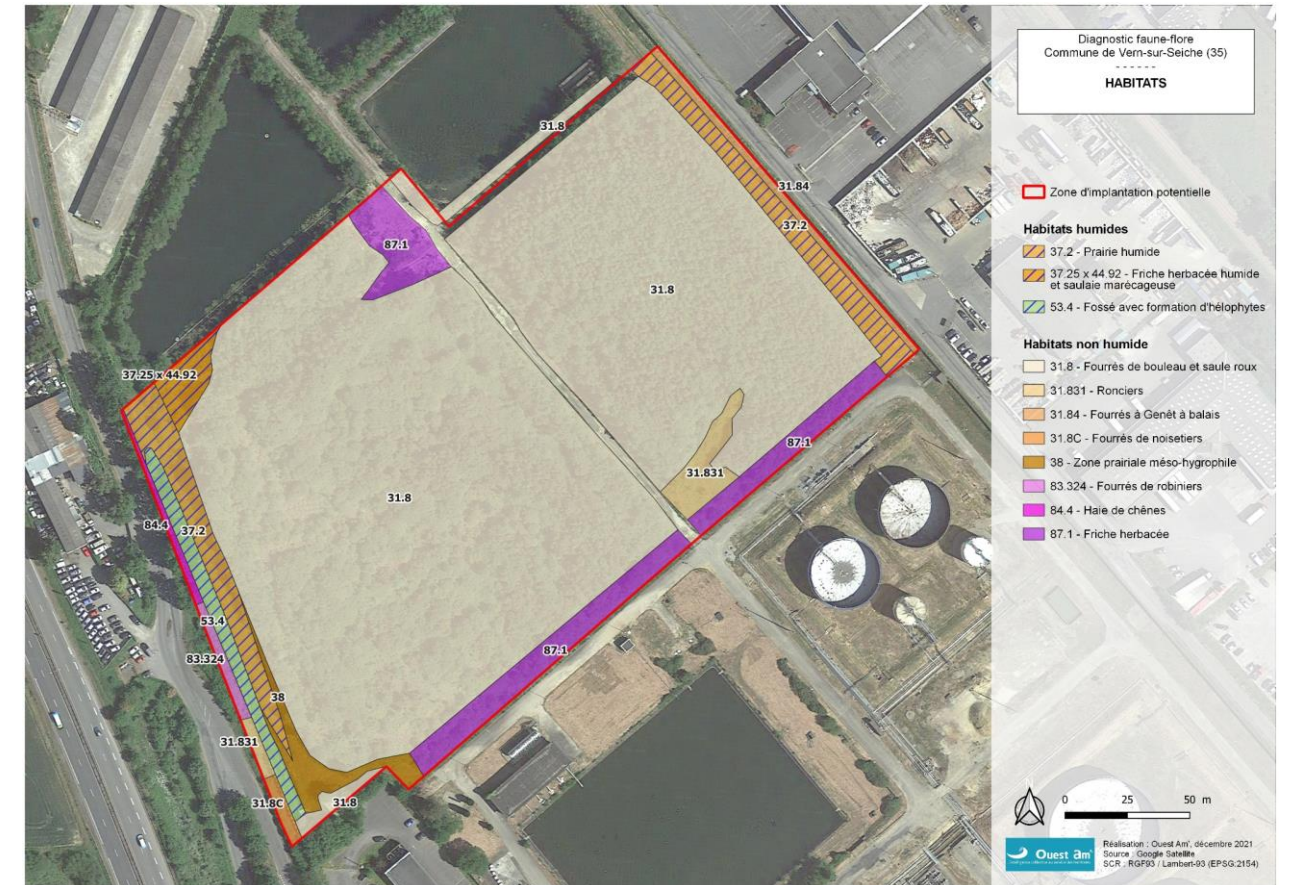 Diagnostic faune-flore
Commune de Vern-sur-Seiche (35)
- - - - - -
HABITATS
Zone d'implantation potentielle
Habitats humides
37.2 - Prairie humide
37.25 x 44.92 - Friche herbacée humide
et saulaie marécageuse
53.4 - Fossé avec formation d'hélophytes
Habitats non humide
31.8 - Fourrés de bouleau et saule roux
31.831 - Ronciers
31.84 - Fourrés à Genêt à balais
31.8C - Fourrés de noisetiers
38 - Zone prairiale méso-hygrophile
83.324 - Fourrés de robiniers
84.4 - Haie de chênes
87.1 - Friche herbacée
31.8
31.84
37.2
87.1
31.8
37.25 x 44.92
87.1
31.831
31.8
84.4
37.2
53.4
87.1
83.324
38
31.831
31.8C
31.8
0 25 50 m
Ouest am'
Réalisation : Ouest Am', décembre 2021
Source : Google Satellite
SCR : RGF93 / Lambert-93 (EPSG:2154)